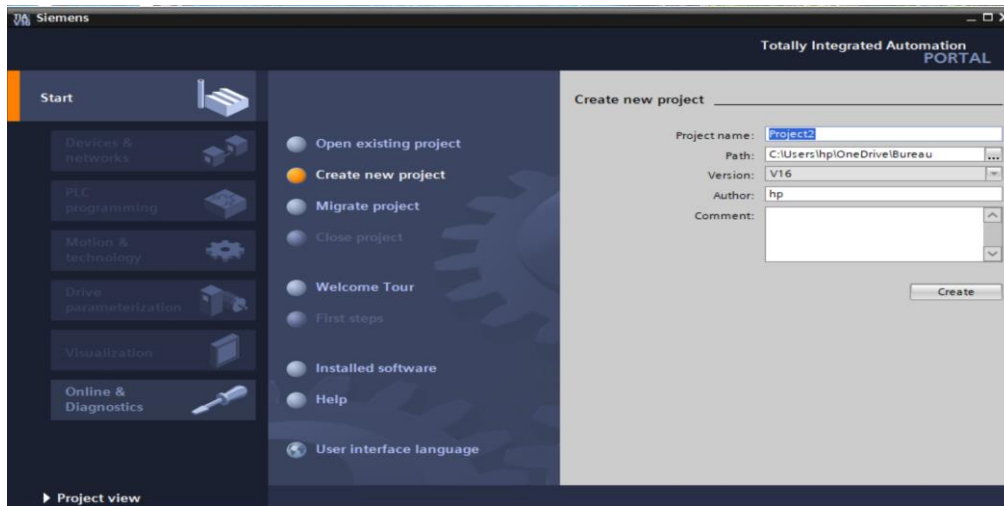 Siemens
Totally Integrated Automation
PORTAL
Start
Devices &
networks
PLC
programming
Motion &
technology
Drive
parameterization
Visualization
Online &
Diagnostics
Project view
Open existing project
Create new project
Migrate project
Close project
Welcome Tour
First steps
Installed software
Help
User interface language
Create new project
Project name: Project2
Path: C:\Users\hp\OneDrive\Bureau ...
Version: V16
Author: hp
Comment:
Create